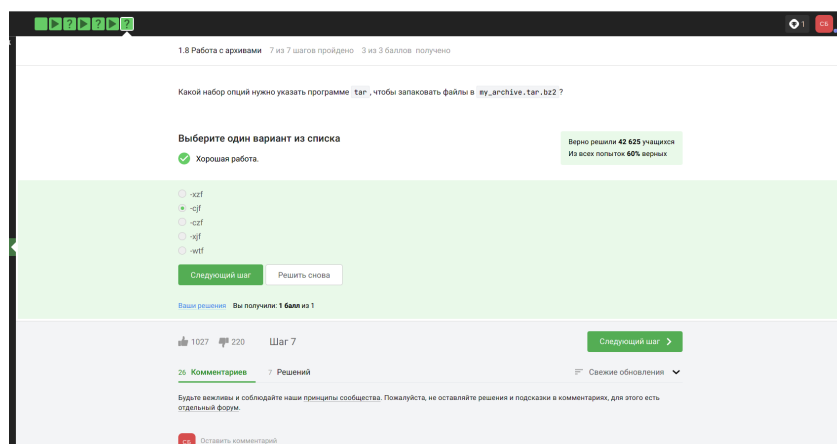 ? ? ?
1
СБ
1.8 Работа с архивами 7 из 7 шагов пройдено 3 из 3 баллов получено
Какой набор опций нужно указать программе tar, чтобы запаковать файлы в my_archive.tar.bz2 ?
Выберите один вариант из списка
Хорошая работа.
Верно решили 42 625 учащихся
Из всех попыток 60% верных
-xzf
-cjf
-czf
-xjf
-wtf
Следующий шаг Решить снова
Ваши решения Вы получили: 1 балл из 1
1027 220 Шаг 7 Следующий шаг
26 Комментариев 7 Решений Свежие обновления
Будьте вежливы и соблюдайте наши принципы сообщества. Пожалуйста, не оставляйте решения и подсказки в комментариях, для этого есть
отдельный форум.
СБ Оставить комментарий